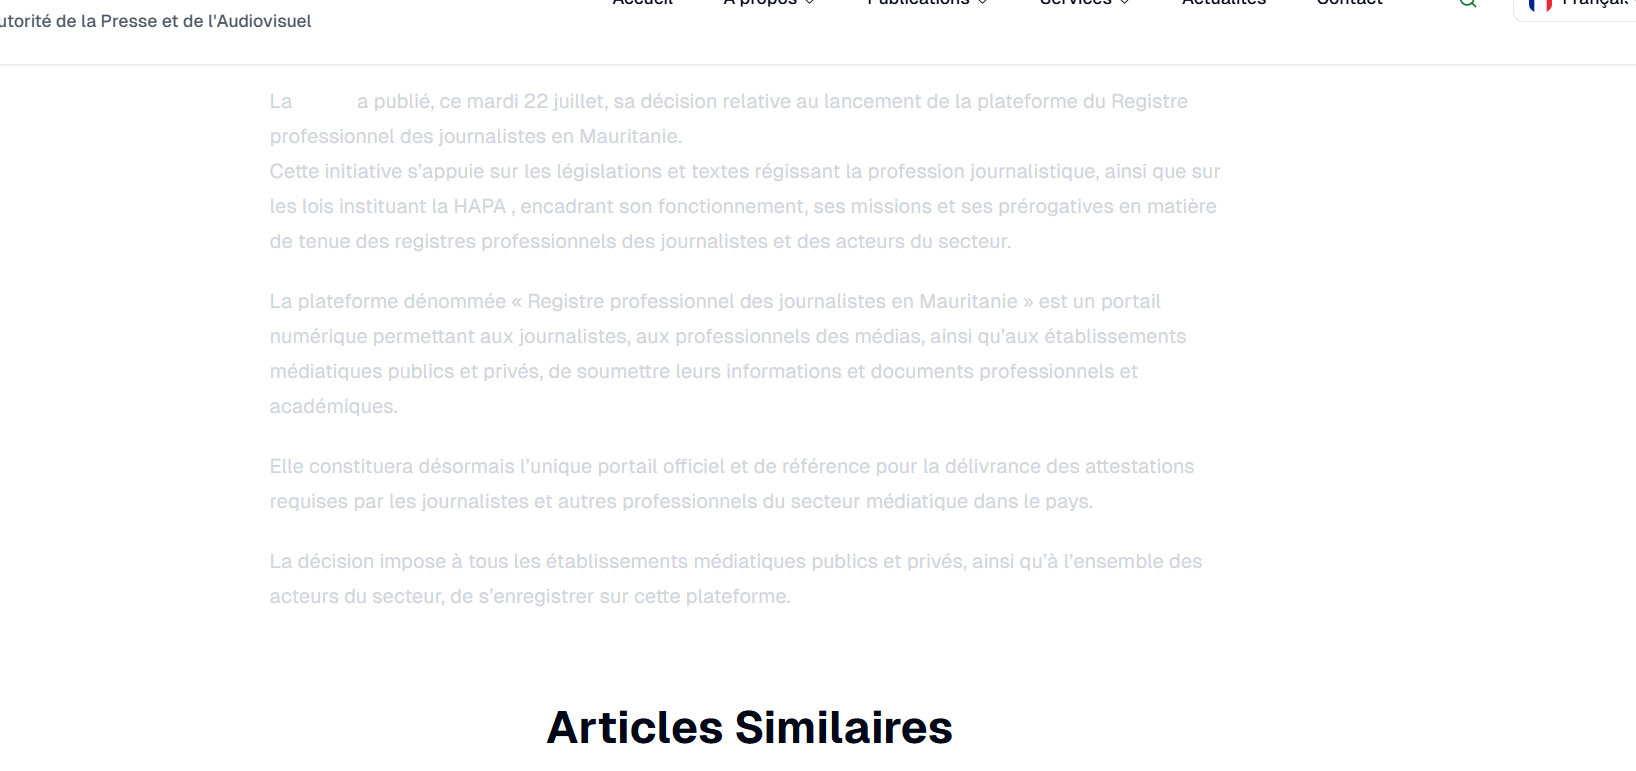 utorité de la Presse et de l'Audiovisuel
Accueil À propos Publications Services Actualités Contact Français
La a publié, ce mardi 22 juillet, sa décision relative au lancement de la plateforme du Registre
professionnel des journalistes en Mauritanie.
Cette initiative s’appuie sur les législations et textes régissant la profession journalistique, ainsi que sur
les lois instituant la HAPA , encadrant son fonctionnement, ses missions et ses prérogatives en matière
de tenue des registres professionnels des journalistes et des acteurs du secteur.
La plateforme dénommée « Registre professionnel des journalistes en Mauritanie » est un portail
numérique permettant aux journalistes, aux professionnels des médias, ainsi qu’aux établissements
médiatiques publics et privés, de soumettre leurs informations et documents professionnels et
académiques.
Elle constituera désormais l’unique portail officiel et de référence pour la délivrance des attestations
requises par les journalistes et autres professionnels du secteur médiatique dans le pays.
La décision impose à tous les établissements médiatiques publics et privés, ainsi qu’à l’ensemble des
acteurs du secteur, de s’enregistrer sur cette plateforme.
Articles Similaires